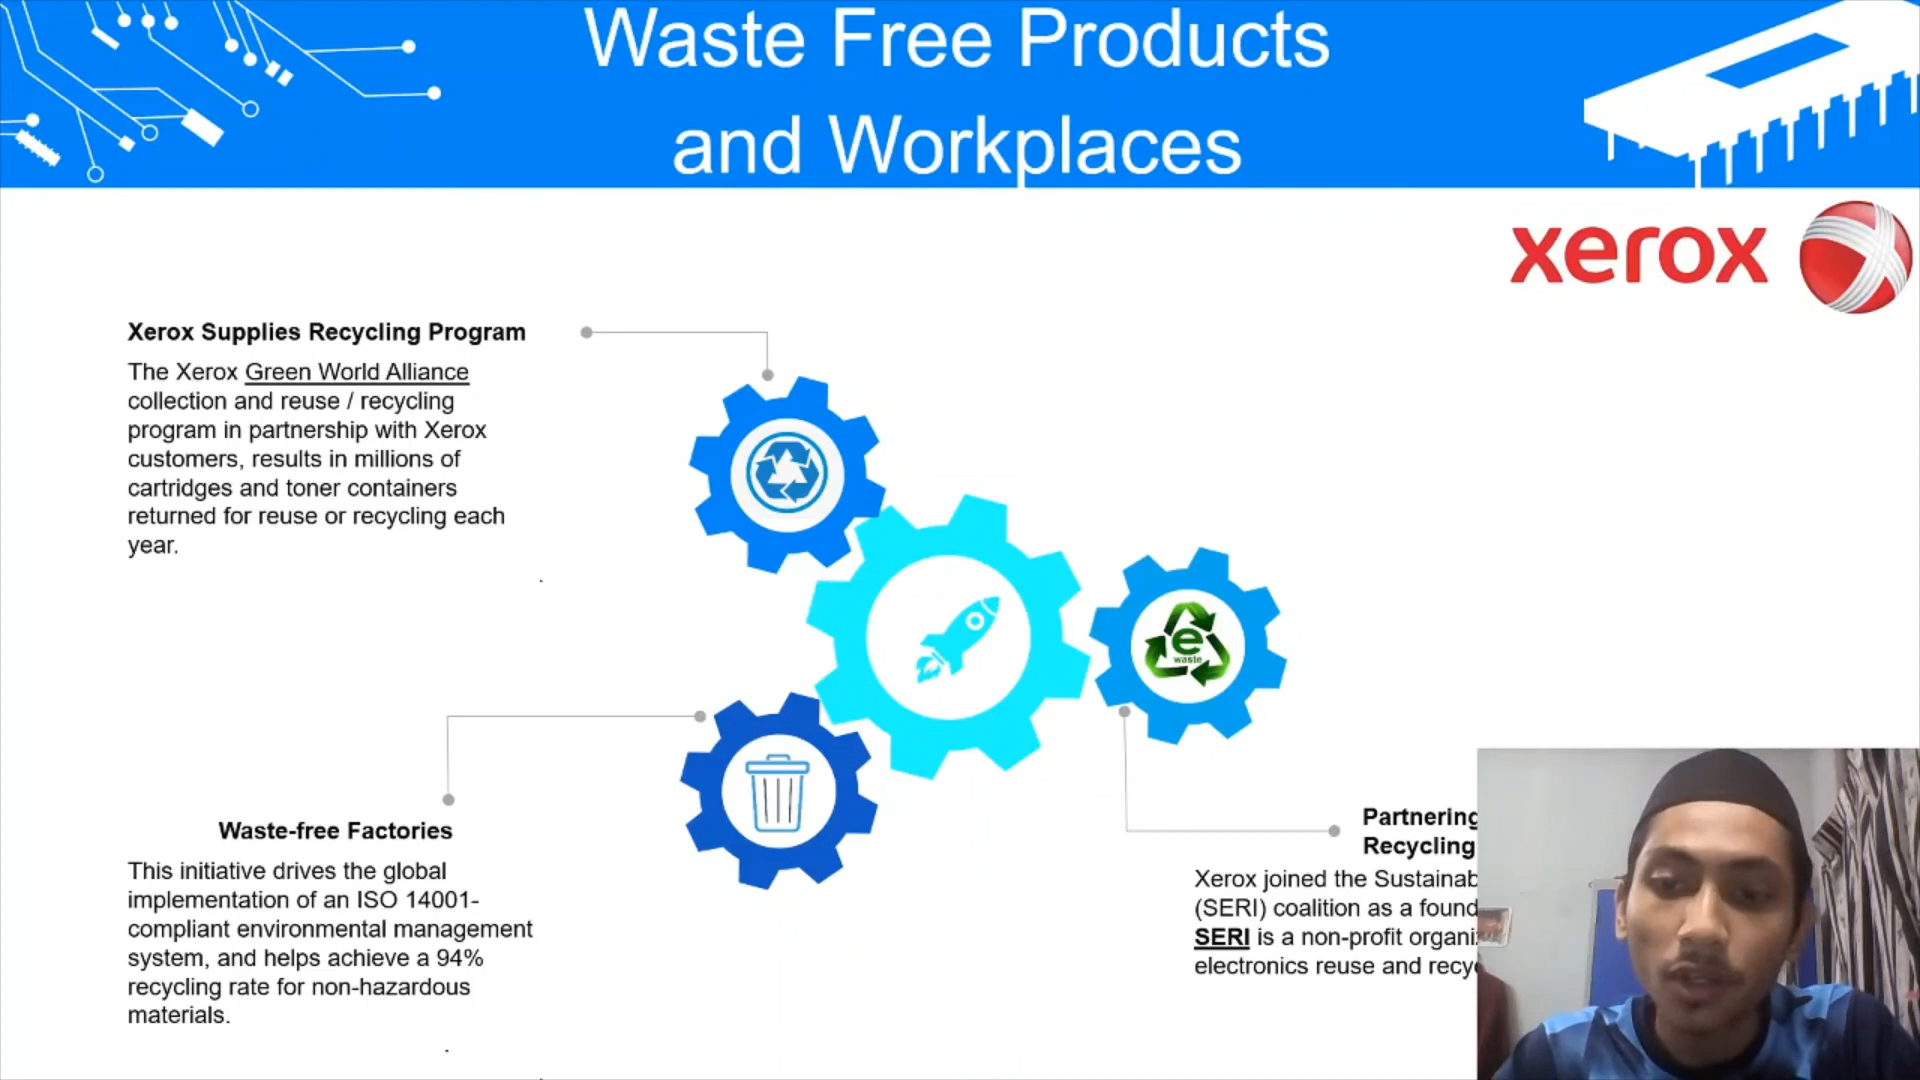 Waste Free Products
and Workplaces
xerox
Xerox Supplies Recycling Program
The Xerox Green World Alliance
collection and reuse / recycling
program in partnership with Xerox
customers, results in millions of
cartridges and toner containers
returned for reuse or recycling each
year.
e
waste
Waste-free Factories
This initiative drives the global
implementation of an ISO 14001-
compliant environmental management
system, and helps achieve a 94%
recycling rate for non-hazardous
materials.
Partnering
Recycling
Xerox joined the
(SERI) coalition as a
SERI is a non-profit
electronics reuse and